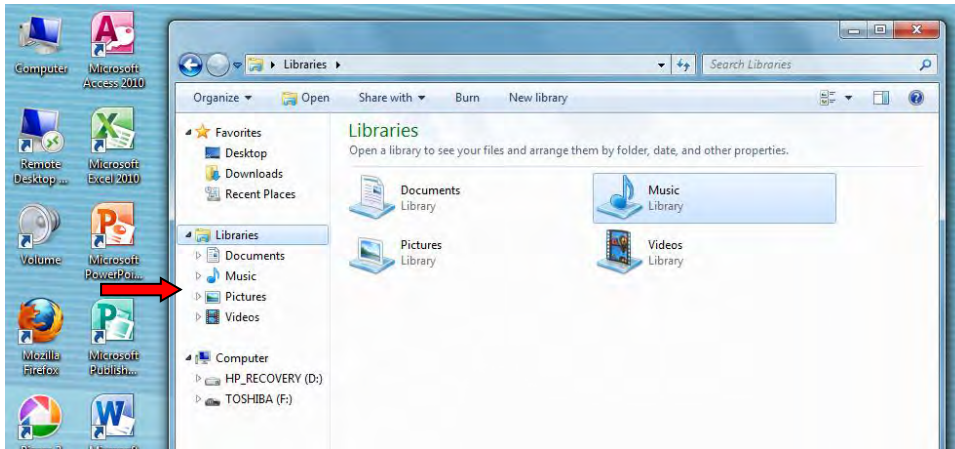 Computer
Microsoft
Access 2010
Remote
Desktop ...
Microsoft
Excel 2010
Volume
Microsoft
PowerPoi...
Mozilla
Firefox
Microsoft
Publish...
Libraries
Search Libraries
Organize
Open
Share with
Burn
New library
Favorites
Desktop
Downloads
Recent Places
Libraries
Documents
Music
Pictures
Videos
Computer
HP_RECOVERY (D:)
TOSHIBA (F:)
Libraries
Open a library to see your files and arrange them by folder, date, and other properties.
Documents
Library
Music
Library
Pictures
Library
Videos
Library